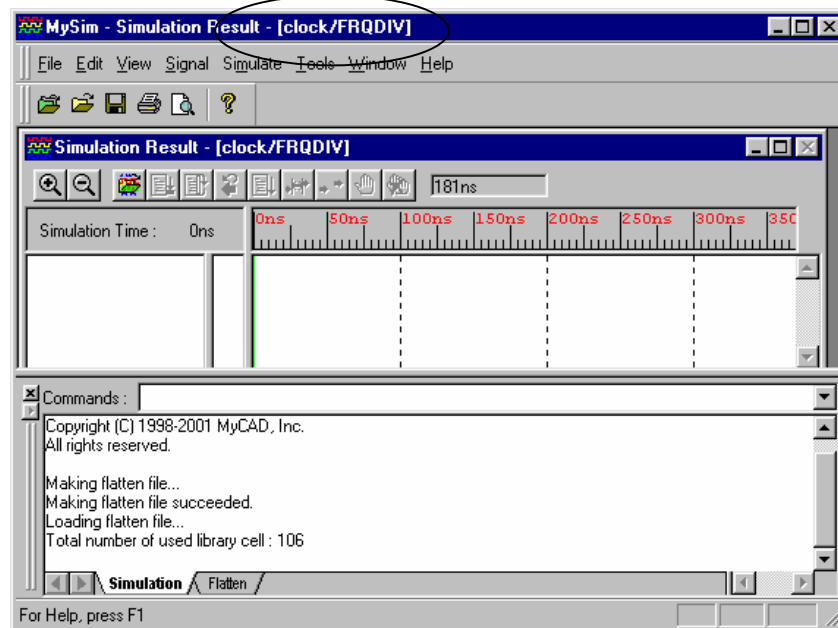 MySim - Simulation Result - [clock/FRQDIV]
File Edit View Signal Simulate Tools Window Help
Simulation Result - [clock/FRQDIV]
181ns
Simulation Time : 0ns
0ns 50ns 100ns 150ns 200ns 250ns 300ns 350
Commands :
Copyright (C) 1998-2001 MyCAD, Inc.
All rights reserved.
Making flatten file...
Making flatten file succeeded.
Loading flatten file...
Total number of used library cell : 106
Simulation Flatten
For Help, press F1